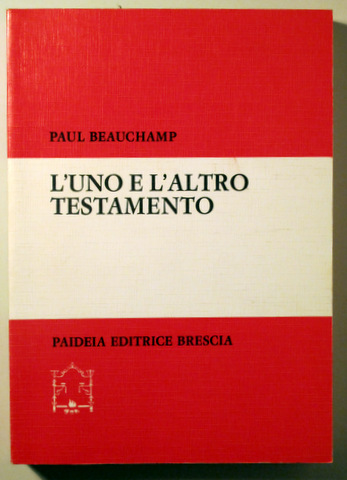 PAUL BEAUCHAMP
L'UNO E L'ALTRO
TESTAMENTO
PAIDEIA EDITRICE BRESCIA